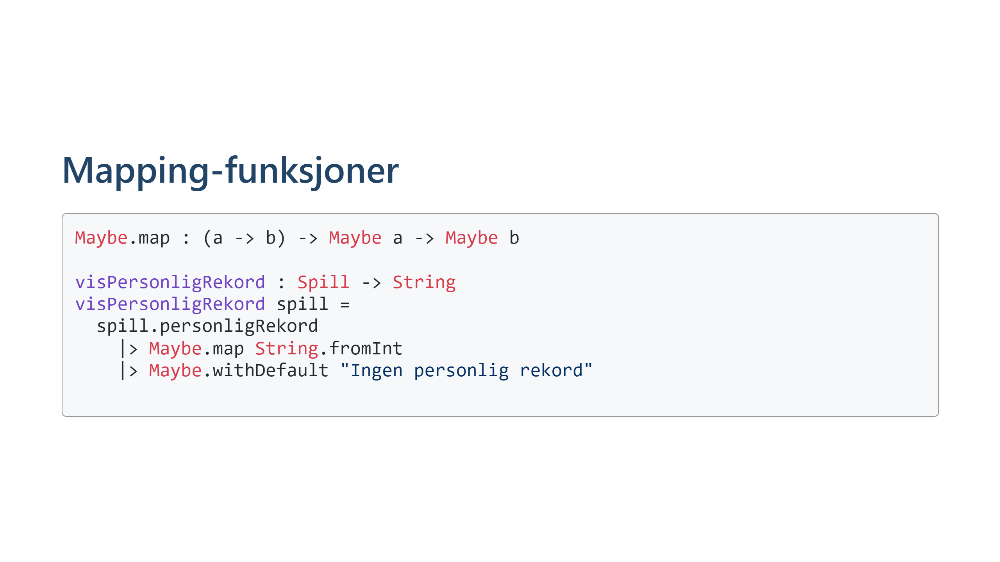 Mapping-funksjoner
Maybe.map : (a -> b) -> Maybe a -> Maybe b
visPersonligRekord : Spill -> String
visPersonligRekord spill =
  spill.personligRekord
    |> Maybe.map String.fromInt
    |> Maybe.withDefault "Ingen personlig rekord"